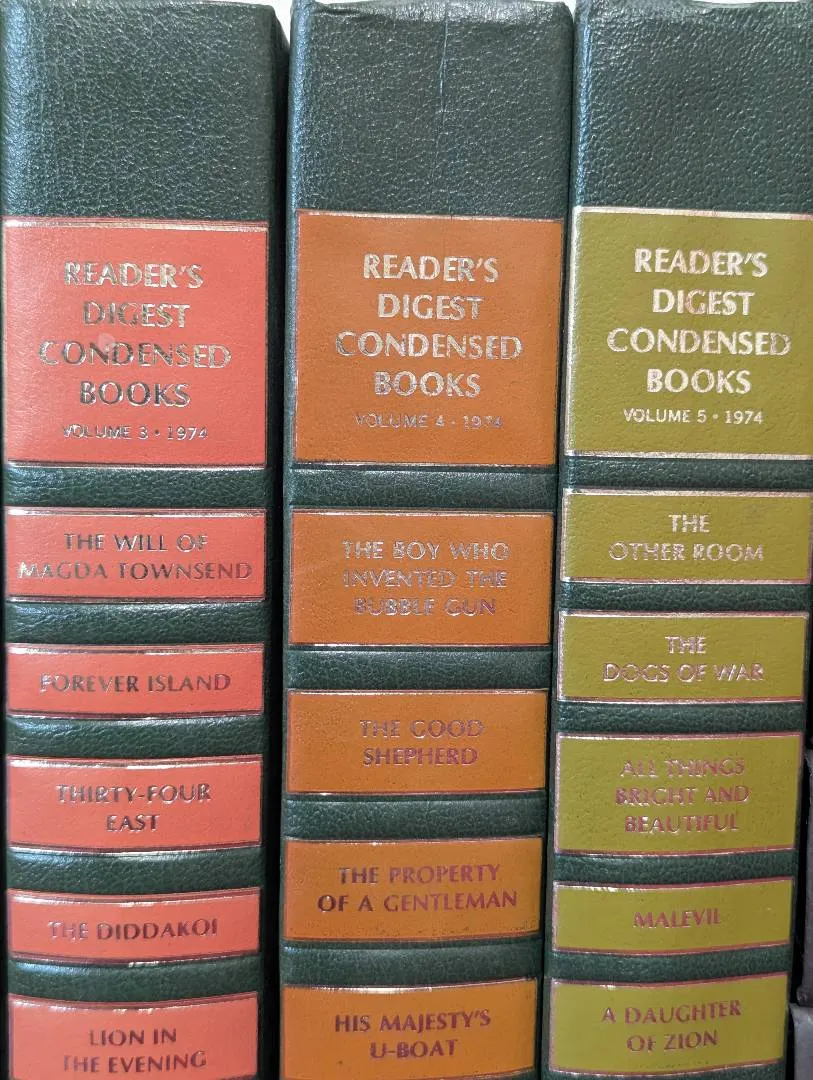 READER'S
DIGEST
CONDENSED
BOOKS
VOLUME 3 • 1974
THE WILL OF
MAGDA TOWNSEND
FOREVER ISLAND
THIRTY-FOUR
EAST
THE DIDDAKOI
LION IN
THE EVENING
READER'S
DIGEST
CONDENSED
BOOKS
VOLUME 4 • 1974
THE BOY WHO
INVENTED THE
BUBBLE GUN
THE GOOD
SHEPHERD
THE PROPERTY
OF A GENTLEMAN
HIS MAJESTY'S
U-BOAT
READER'S
DIGEST
CONDENSED
BOOKS
VOLUME 5 • 1974
THE
OTHER ROOM
THE
DOGS OF WAR
ALL THINGS
BRIGHT AND
BEAUTIFUL
MALEVIL
A DAUGHTER
OF ZION